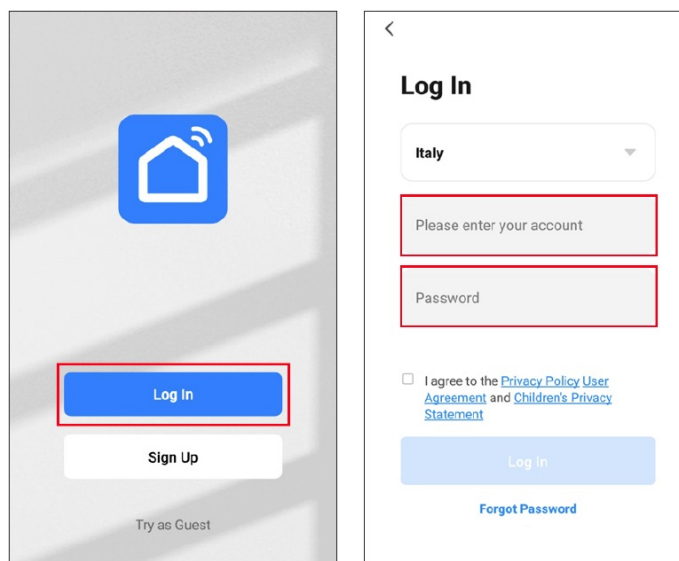 Log In
Sign Up
Try as Guest
Log In
Italy
Please enter your account
Password
I agree to the Privacy Policy User
Agreement and Children's Privacy
Statement
Log In
Forgot Password